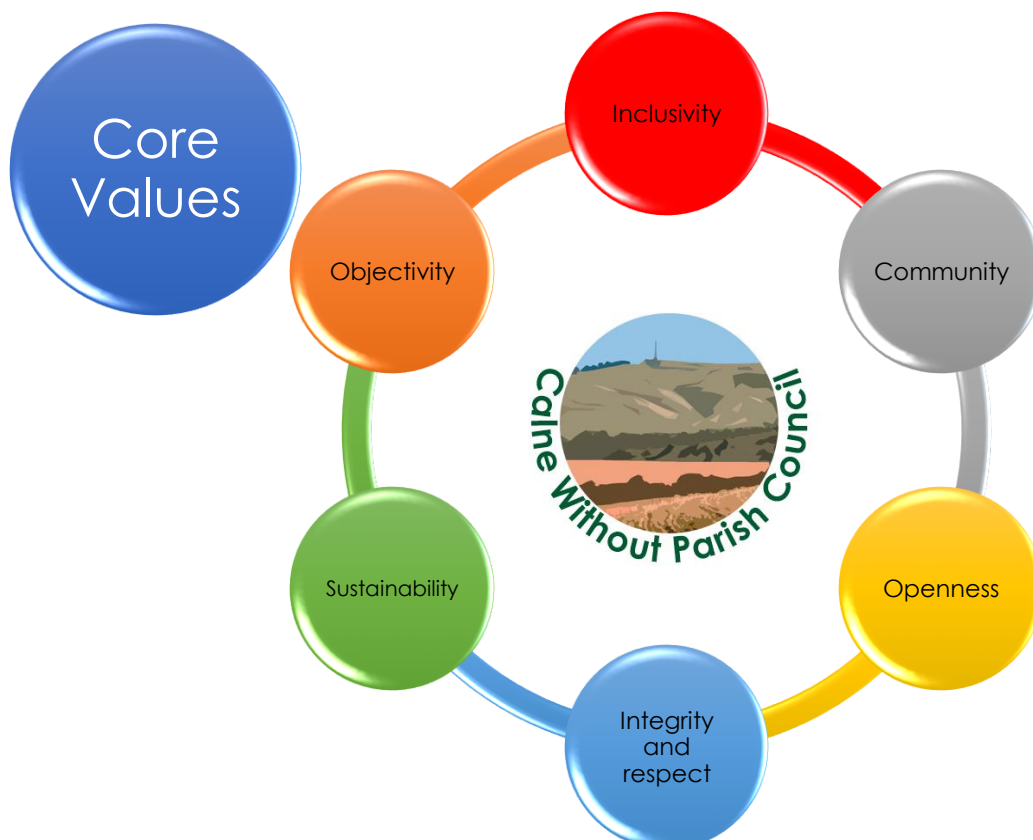 Core
Values
Inclusivity
Community
Openness
Integrity
and
respect
Sustainability
Objectivity
Calne Without Parish Council